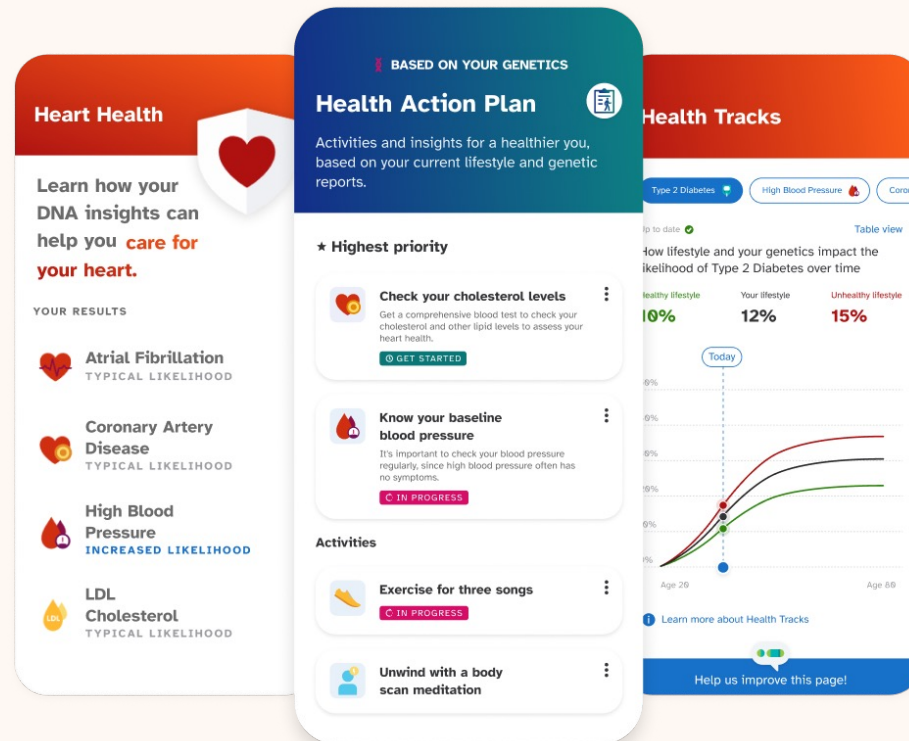 Heart Health
Learn how your
DNA insights can
help you care for
your heart.
YOUR RESULTS
Atrial Fibrillation
TYPICAL LIKELIHOOD
Coronary Artery
Disease
TYPICAL LIKELIHOOD
High Blood
Pressure
INCREASED LIKELIHOOD
LDL
LDL
Cholesterol
TYPICAL LIKELIHOOD
BASED ON YOUR GENETICS
Health Action Plan
Activities and insights for a healthier you,
based on your current lifestyle and genetic
reports.
★ Highest priority
Check your cholesterol levels
Get a comprehensive blood test to check your
cholesterol and other lipid levels to assess your
heart health.
GET STARTED
Know your baseline
blood pressure
It's important to check your blood pressure
regularly, since high blood pressure often has
no symptoms.
IN PROGRESS
Activities
Exercise for three songs
IN PROGRESS
Unwind with a body
scan meditation
Health Tracks
Type 2 Diabetes
High Blood Pressure
to date
Table view
How lifestyle and your genetics impact the
likelihood of Type 2 Diabetes over time
Healthy lifestyle
Your lifestyle
Unhealthy lifestyle
10%
12%
15%
Today
Age 20
Age 80
Learn more about Health Tracks
Help us improve this page!